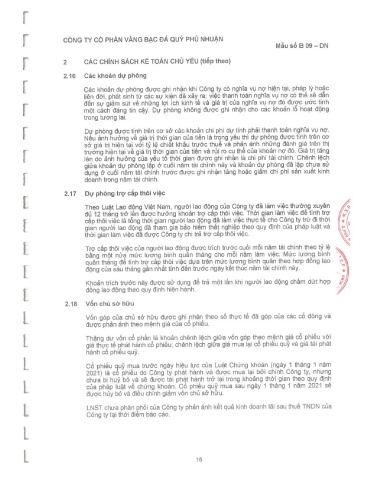 CÔNG TY CỔ PHẦN VÀNG BẠC ĐÁ QUÝ PHÚ NHUẬN
Mẫu số B 09 – DN
2 CÁC CHÍNH SÁCH KẾ TOÁN CHỦ YẾU (tiếp theo)
2.16 Các khoản dự phòng
Các khoản dự phòng được ghi nhận khi Công ty có nghĩa vụ nợ hiện tại, pháp lý hoặc
liên đới, phát sinh từ các sự kiện đã xảy ra; việc thanh toán nghĩa vụ nợ có thể sẽ dẫn
đến sự giảm sút về những lợi ích kinh tế và giá trị của nghĩa vụ nợ đó được ước tính
một cách đáng tin cậy. Dự phòng không được ghi nhận cho các khoản lỗ hoạt động
trong tương lai.
Dự phòng được tính trên cơ sở các khoản chi phí dự tính phải thanh toán nghĩa vụ nợ.
Nếu ảnh hưởng về giá trị thời gian của tiền là trọng yếu thì dự phòng được tính trên cơ
sở giá trị hiện tại với tỷ lệ chiết khấu trước thuế và phản ánh những đánh giá trên thị
trường hiện tại về giá trị thời gian của tiền và rủi ro cụ thể của khoản nợ đó. Giá trị tăng
lên do ảnh hưởng của yếu tố thời gian được ghi nhận là chi phí tài chính. Chênh lệch
giữa khoản dự phòng lập ở cuối năm tài chính này và khoản dự phòng đã lập chưa sử
dụng ở cuối năm tài chính trước được ghi nhận tăng hoặc giảm chi phí sản xuất kinh
doanh trong năm tài chính.
2.17 Dự phòng trợ cấp thôi việc
Theo Luật Lao động Việt Nam, người lao động của Công ty đã làm việc thường xuyên
đủ 12 tháng trở lên được hưởng khoản trợ cấp thôi việc. Thời gian làm việc để tính trợ
cấp thôi việc là tổng thời gian người lao động đã làm việc thực tế cho Công ty trừ đi thời
gian người lao động đã tham gia bảo hiểm thất nghiệp theo quy định của pháp luật và
thời gian làm việc đã được Công ty chi trả trợ cấp thôi việc.
Trợ cấp thôi việc của người lao động được trích trước cuối mỗi năm tài chính theo tỷ lệ
bằng một nửa mức lương bình quân tháng cho mỗi năm làm việc. Mức lương bình
quân tháng để tính trợ cấp thôi việc dựa trên mức lương bình quân theo hợp đồng lao
động của sáu tháng gần nhất tính đến trước ngày kết thúc năm tài chính này.
Khoản trích trước này được sử dụng để trả một lần khi người lao động chấm dứt hợp
đồng lao động theo quy định hiện hành.
2.18 Vốn chủ sở hữu
Vốn góp của chủ sở hữu được ghi nhận theo số thực tế đã góp của các cổ đông và
được phản ánh theo mệnh giá của cổ phiếu.
Thặng dư vốn cổ phần là khoản chênh lệch giữa vốn góp theo mệnh giá cổ phiếu với
giá thực tế phát hành cổ phiếu; chênh lệch giữa giá mua lại cổ phiếu quỹ và giá tái phát
hành cổ phiếu quỹ.
Cổ phiếu quỹ mua trước ngày hiệu lực của Luật Chứng khoán (ngày 1 tháng 1 năm
2021) là cổ phiếu do Công ty phát hành và được mua lại bởi chính Công ty, nhưng
chưa bị huỷ bỏ và sẽ được tái phát hành trở lại trong khoảng thời gian theo quy định
của pháp luật về chứng khoán. Cổ phiếu quỹ mua sau ngày 1 tháng 1 năm 2021 sẽ
được hủy bỏ và điều chỉnh giảm vốn chủ sở hữu.
LNST chưa phân phối của Công ty phản ánh kết quả kinh doanh lãi sau thuế TNDN của
Công ty tại thời điểm báo cáo.
18